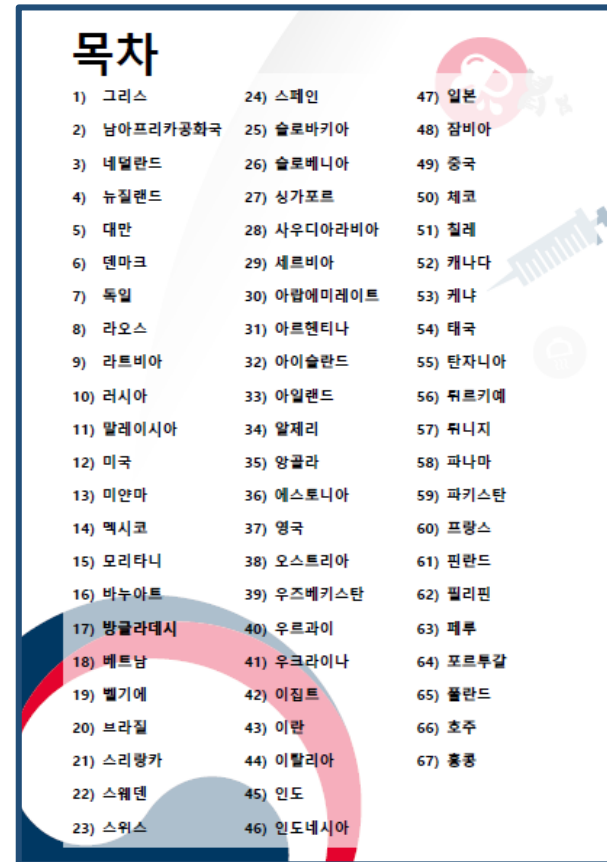 목차
1) 그리스
2) 남아프리카공화국
3) 네덜란드
4) 뉴질랜드
5) 대만
6) 덴마크
7) 독일
8) 라오스
9) 라트비아
10) 러시아
11) 말레이시아
12) 미국
13) 미얀마
14) 멕시코
15) 모리타니
16) 바누아트
17) 방글라데시
18) 베트남
19) 벨기에
20) 브라질
21) 스리랑카
22) 스웨덴
23) 스위스
24) 스페인
25) 슬로바키아
26) 슬로베니아
27) 싱가포르
28) 사우디아라비아
29) 세르비아
30) 아랍에미레이트
31) 아르헨티나
32) 아이슬란드
33) 아일랜드
34) 알제리
35) 앙골라
36) 에스토니아
37) 영국
38) 오스트리아
39) 우즈베키스탄
40) 우르과이
41) 우크라이나
42) 이집트
43) 이란
44) 이탈리아
45) 인도
46) 인도네시아
47) 일본
48) 잠비아
49) 중국
50) 체코
51) 칠레
52) 캐나다
53) 케냐
54) 태국
55) 탄자니아
56) 튀르키예
57) 튀니지
58) 파나마
59) 파키스탄
60) 프랑스
61) 핀란드
62) 필리핀
63) 페루
64) 포르투갈
65) 폴란드
66) 호주
67) 홍콩